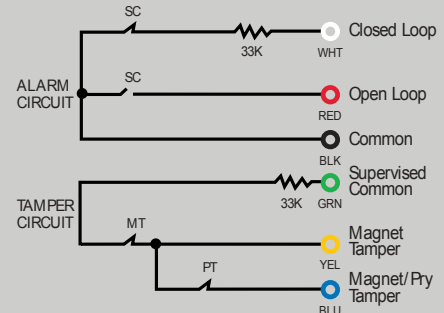 SC
Closed Loop
33K
WHT
ALARM
CIRCUIT
SC
Open Loop
RED
Common
BLK
Supervised
Common
33K
GRN
TAMPER
CIRCUIT
MT
Magnet
Tamper
YEL
PT
Magnet/Pry
Tamper
BLU